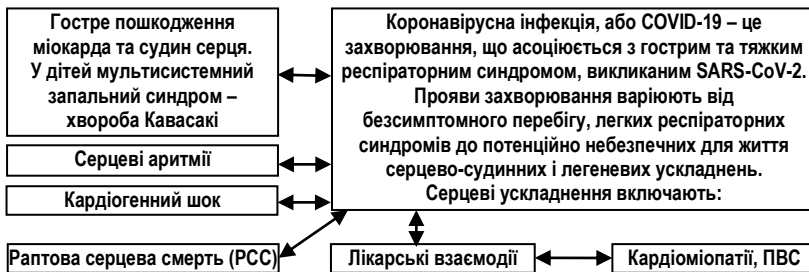 Гостре пошкодження
міокарда та судин серця.
У дітей мультисистемний
запальний синдром –
хвороба Кавасакі
Серцеві аритмії
Кардіогенний шок
Коронавірусна інфекція, або COVID-19 – це
захворювання, що асоціюється з гострим та тяжким
респіраторним синдромом, викликаним SARS-CoV-2.
Прояви захворювання варіюють від
безсимптомного перебігу, легких респіраторних
синдромів до потенційно небезпечних для життя
серцево-судинних і легеневих ускладнень.
Серцеві ускладнення включають:
Раптова серцева смерть (РСС)
Лікарські взаємодії
Кардіоміопатії, ПВС